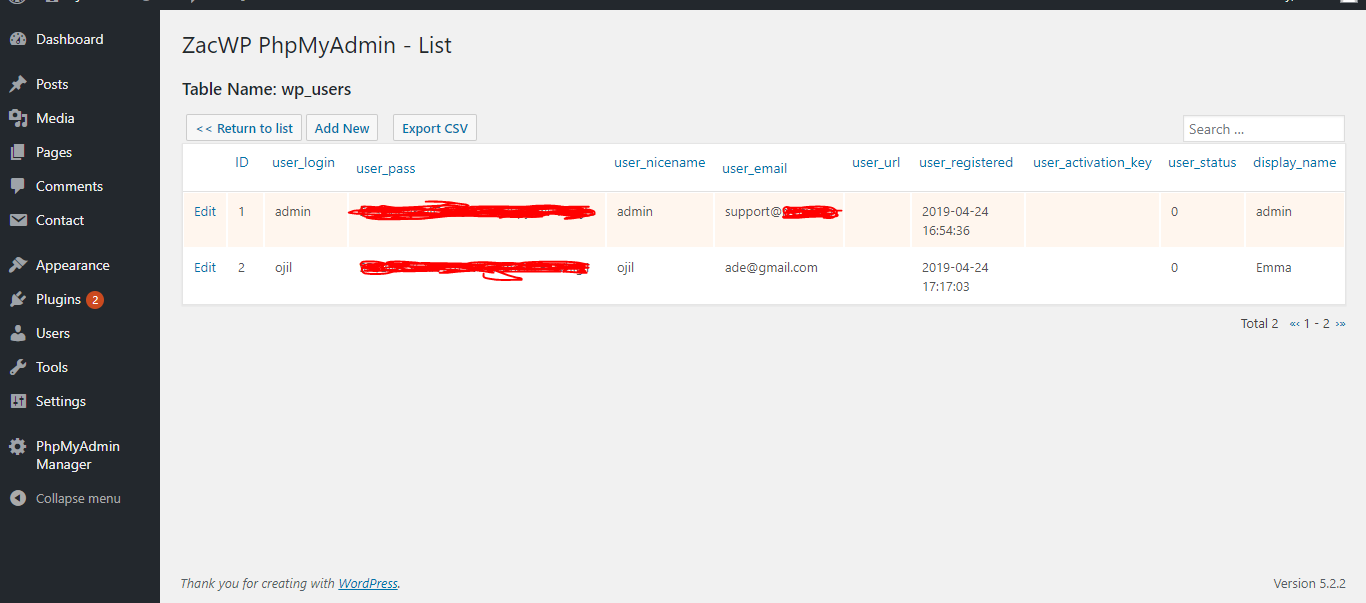 Dashboard
Posts
Media
Pages
Comments
Contact
Appearance
Plugins 2
Users
Tools
Settings
PhpMyAdmin
Manager
Collapse menu
ZacWP PhpMyAdmin - List
Table Name: wp_users
<< Return to list Add New Export CSV Search ...
ID user_login user_pass user_nicename user_email user_url user_registered user_activation_key user_status display_name
Edit 1 admin admin support@ 2019-04-24 0 admin
16:54:36
Edit 2 ojil ojil ade@gmail.com 2019-04-24 0 Emma
17:17:03
Total 2 «‹ 1 - 2 ›»
Thank you for creating with WordPress. Version 5.2.2